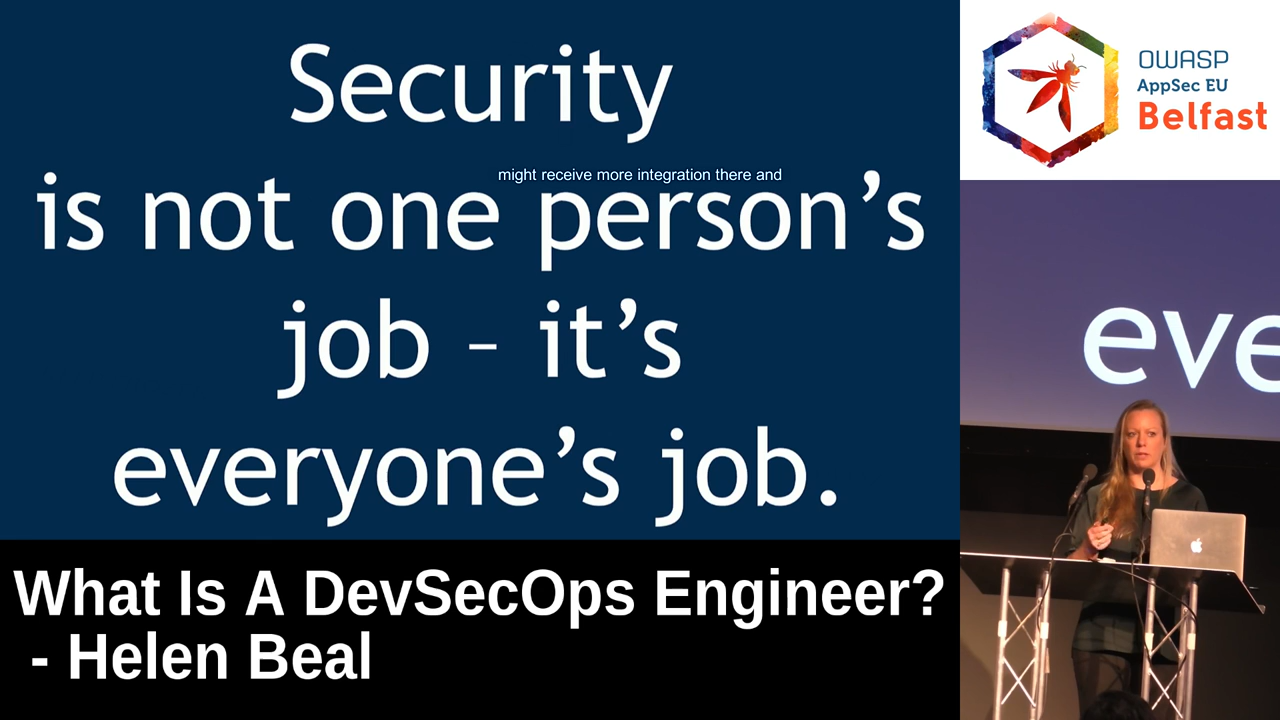 Security
is not one person’s
job – it’s
everyone’s job.
might receive more integration there and
OWASP
AppSec EU
Belfast
eve
What Is A DevSecOps Engineer?
- Helen Beal